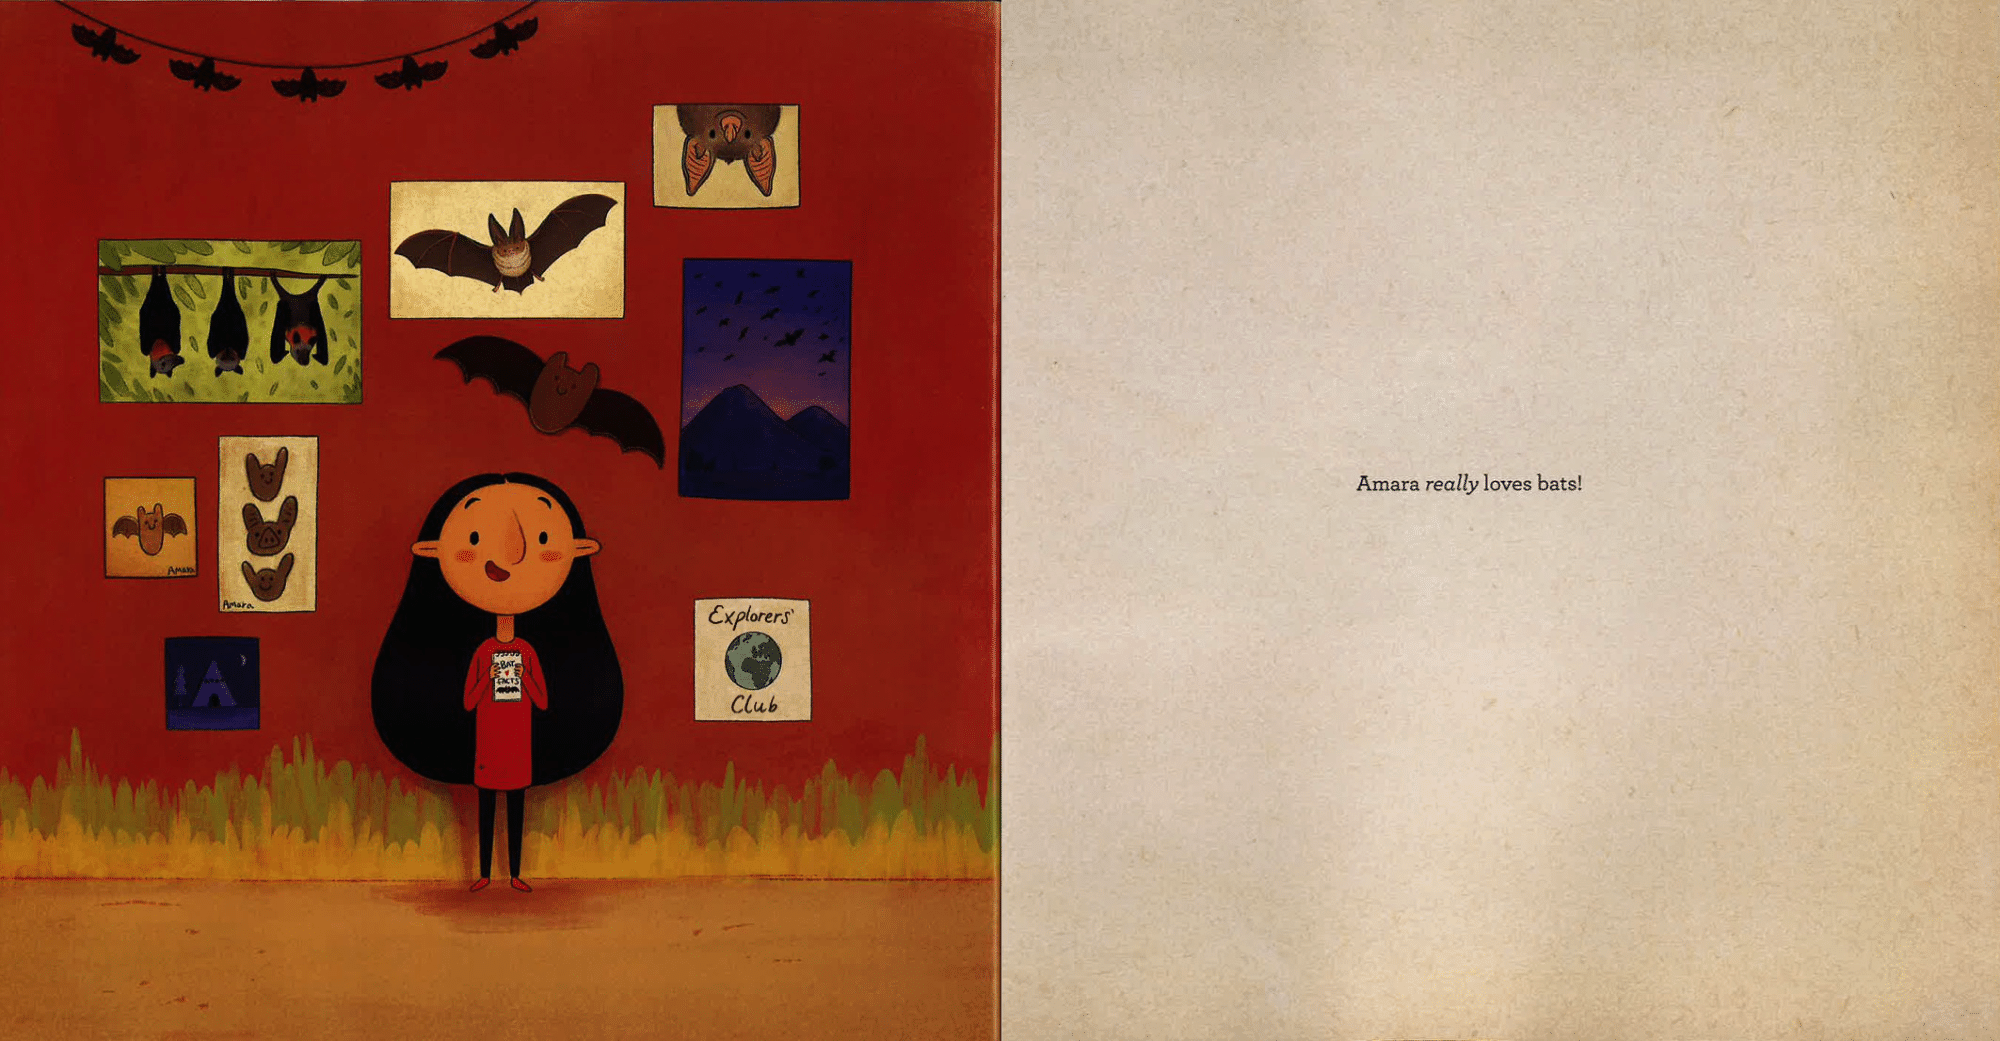 Amara
Amara
BAT
FACTS
Explorers'
Club
Amara really loves bats!